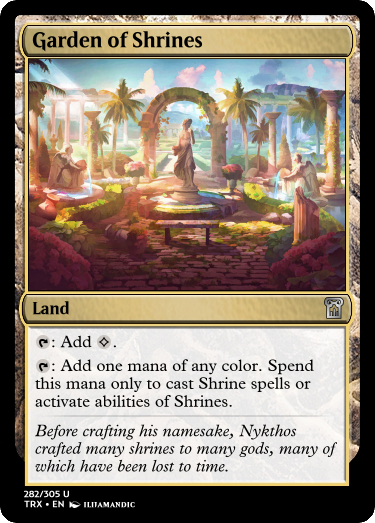 Garden of Shrines
Land
: Add .
: Add one mana of any color. Spend
this mana only to cast Shrine spells or
activate abilities of Shrines.
Before crafting his namesake, Nykthos
crafted many shrines to many gods, many of
which have been lost to time.
282/305 U
TRX • EN ILIJAMANDIC